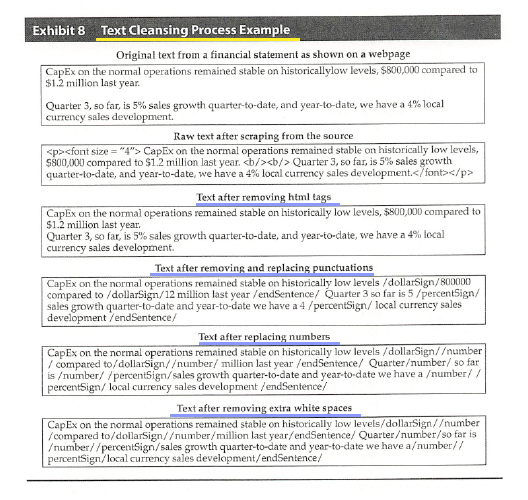 Exhibit 8 Text Cleansing Process Example
Original text from a financial statement as shown on a webpage
CapEx on the normal operations remained stable on historicallylow levels, $800,000 compared to
$1.2 million last year.
Quarter 3, so far, is 5% sales growth quarter-to-date, and year-to-date, we have a 4% local
currency sales development.
Raw text after scraping from the source
<p><font size = "4"> CapEx on the normal operations remained stable on historically low levels,
$800,000 compared to $1.2 million last year. <b/><b/> Quarter 3, so far, is 5% sales growth
quarter-to-date, and year-to-date, we have a 4% local currency sales development.</font></p>
Text after removing html tags
CapEx on the normal operations remained stable on historically low levels, $800,000 compared to
$1.2 million last year.
Quarter 3, so far, is 5% sales growth quarter-to-date, and year-to-date, we have a 4% local
currency sales development.
Text after removing and replacing punctuations
CapEx on the normal operations remained stable on historically low levels /dollarSign/800000
compared to /dollarSign/12 million last year /endSentence/ Quarter 3 so far is 5 /percentSign/
sales growth quarter-to-date and year-to-date we have a 4 /percentSign/ local currency sales
development /endSentence/
Text after replacing numbers
CapEx on the normal operations remained stable on historically low levels /dollarSign//number
/ compared to/dollarSign//number/ million last year /endSentence/ Quarter/number/ so far
is /number/ /percentSign/sales growth quarter-to-date and year-to-date we have a /number/ /
percentSign/ local currency sales development /endSentence/
Text after removing extra white spaces
CapEx on the normal operations remained stable on historically low levels/dollarSign//number
/compared to/dollarSign//number/million last year/endSentence/ Quarter/number/so far is
/number//percentSign/sales growth quarter-to-date and year-to-date we have a/number//
percentSign/local currency sales development/endSentence/